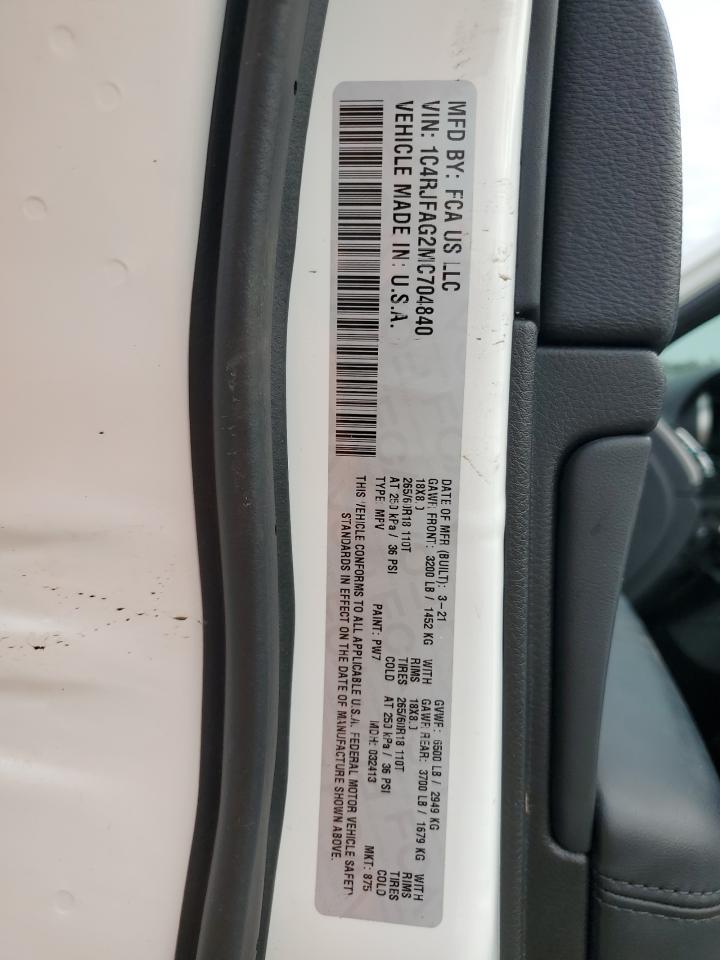 MFD BY: FCA US LLC
VIN: 1C4RJFAG2MC704840
VEHICLE MADE IN: U.S.A.
DATE OF MFR (BUILT): 3-21 GVWR: 6500 LB / 2949 KG
GAWR FRONT: 3200 LB / 1452 KG WITH GAWR REAR: 3700 LB / 1679 KG WITH
18X8.0 RIMS 18X8.0 RIMS
265/60R18 110T TIRES 265/60R18 110T TIRES
AT 250 kPa / 36 PSI COLD AT 250 kPa / 36 PSI COLD
TYPE: MPV PAINT: PW7 MDH: 032413 MKT: 875
THIS VEHICLE CONFORMS TO ALL APPLICABLE U.S.A. FEDERAL MOTOR VEHICLE SAFETY
STANDARDS IN EFFECT ON THE DATE OF MANUFACTURE SHOWN ABOVE.